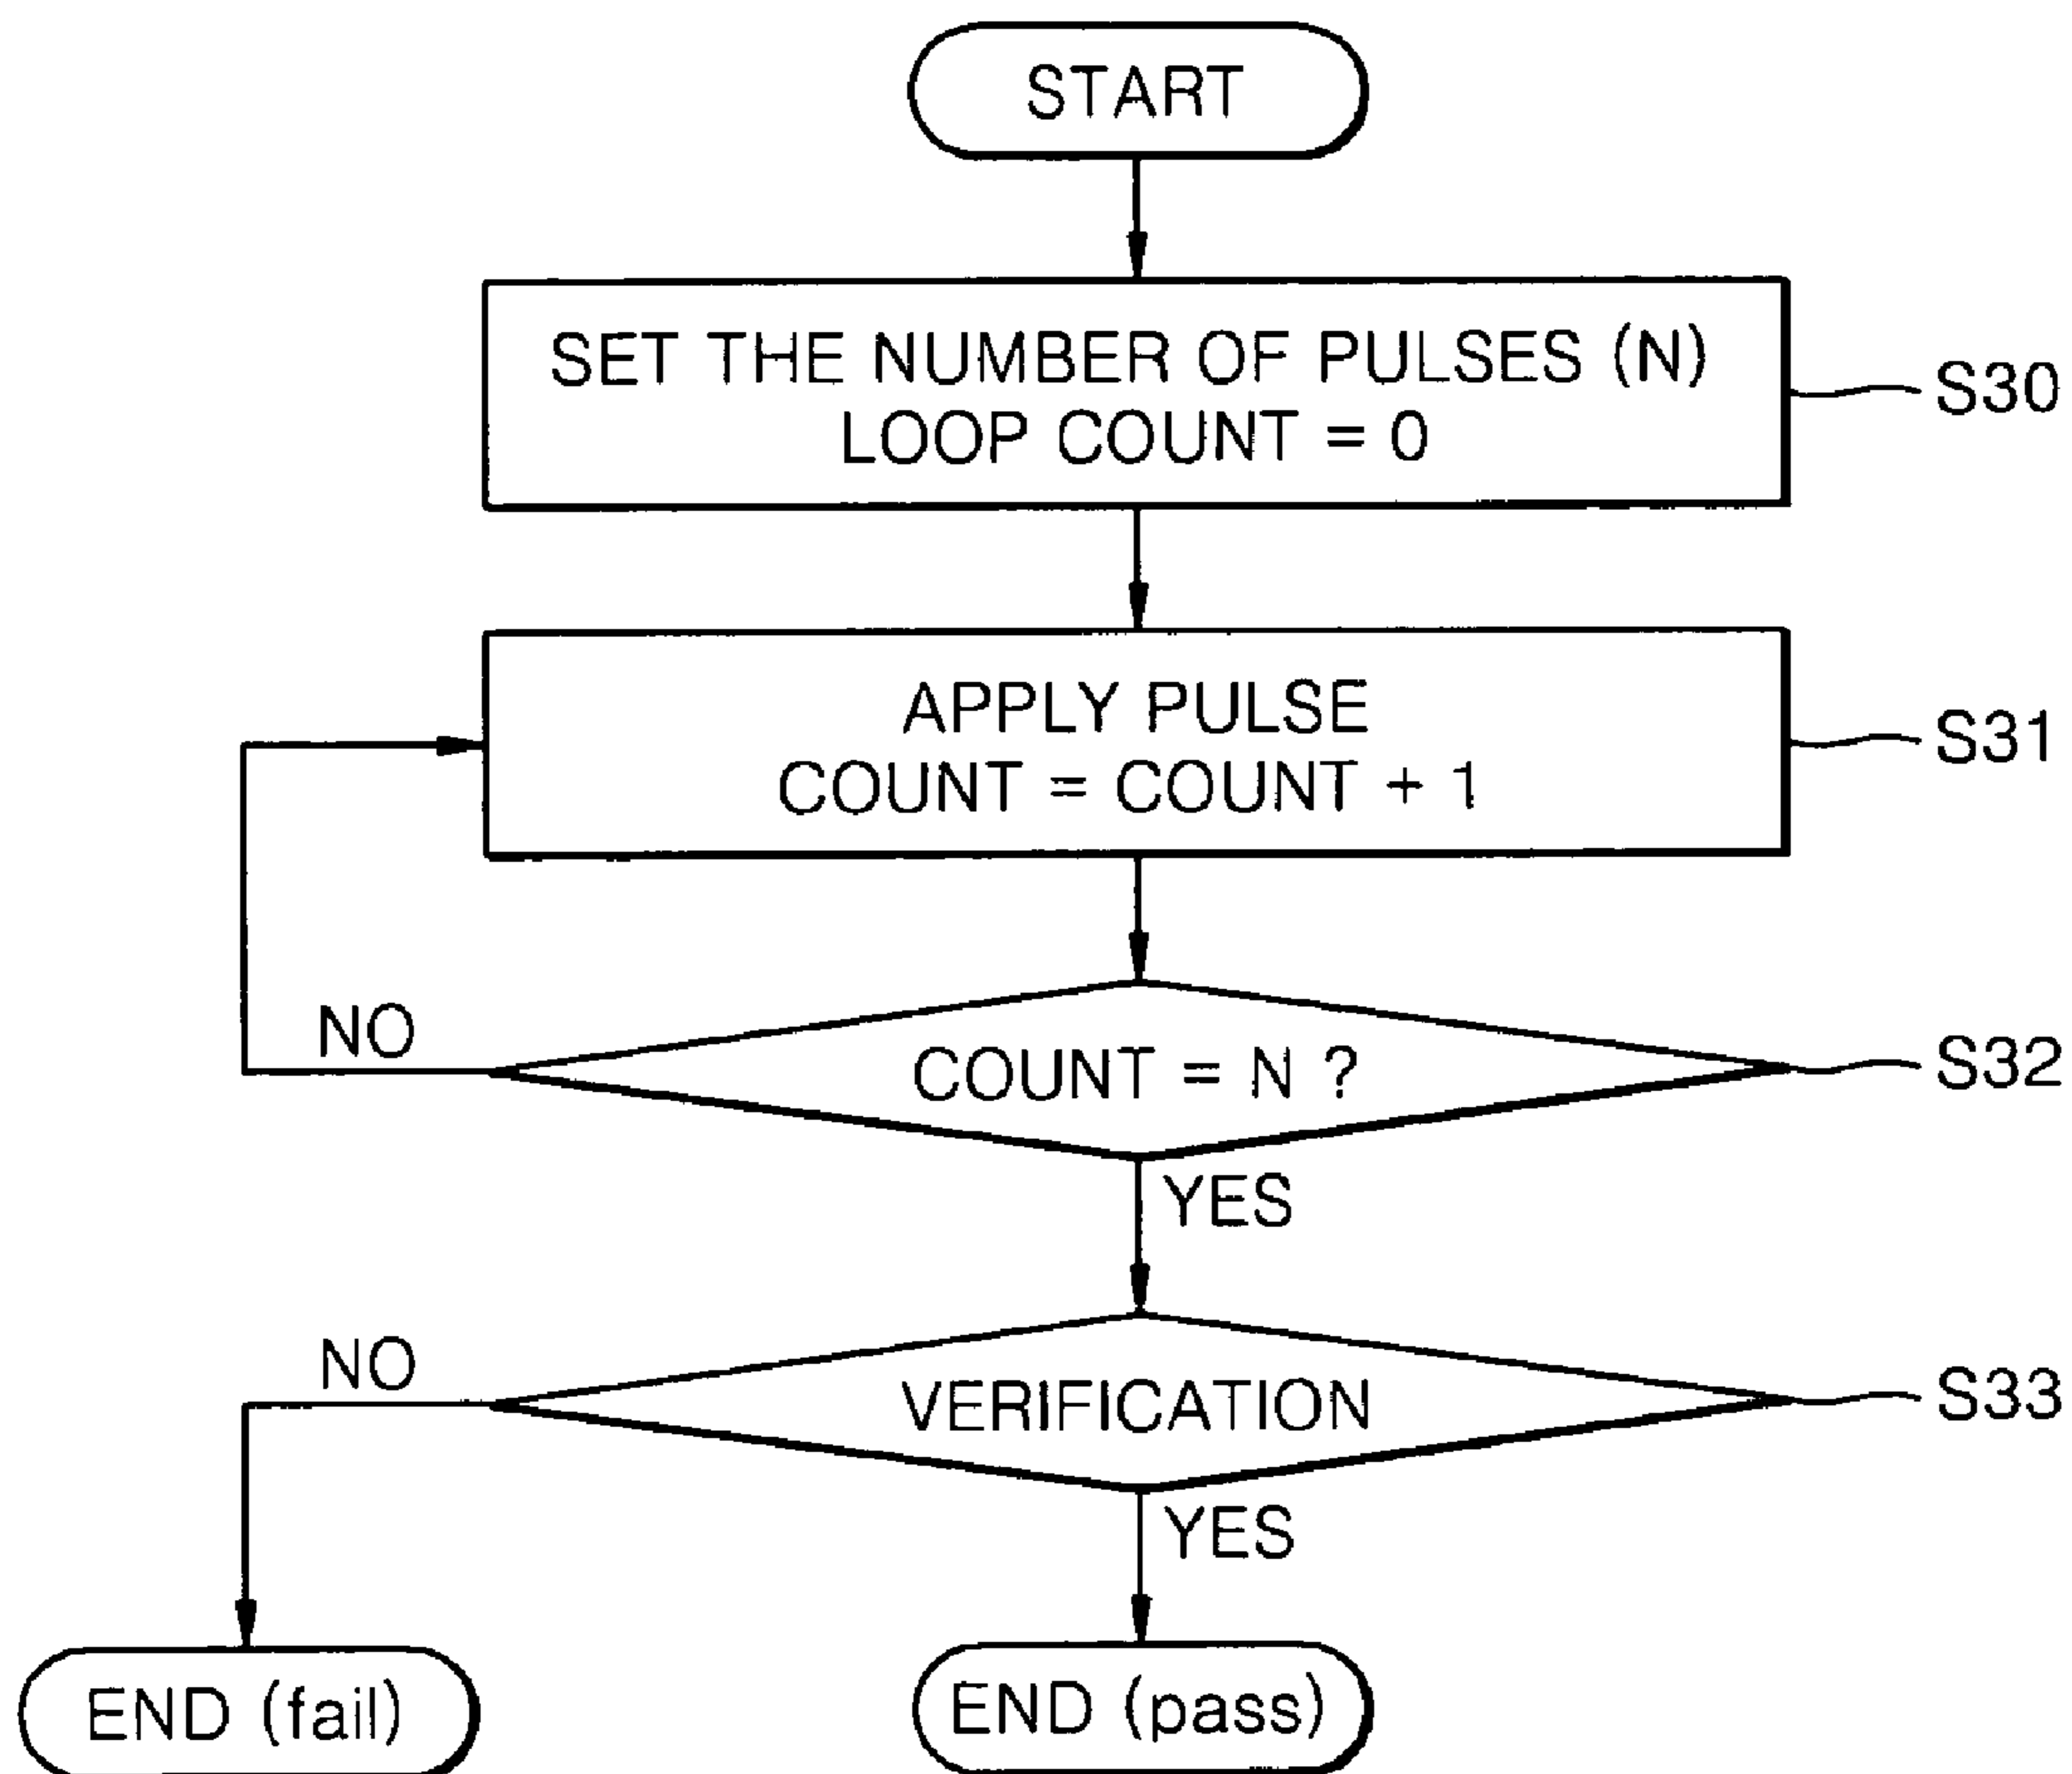 START
SET THE NUMBER OF PULSES (N)
LOOP COUNT = 0
S30
APPLY PULSE
COUNT = COUNT + 1
S31
NO
COUNT = N ?
S32
YES
NO
VERIFICATION
S33
YES
END (fail)
END (pass)